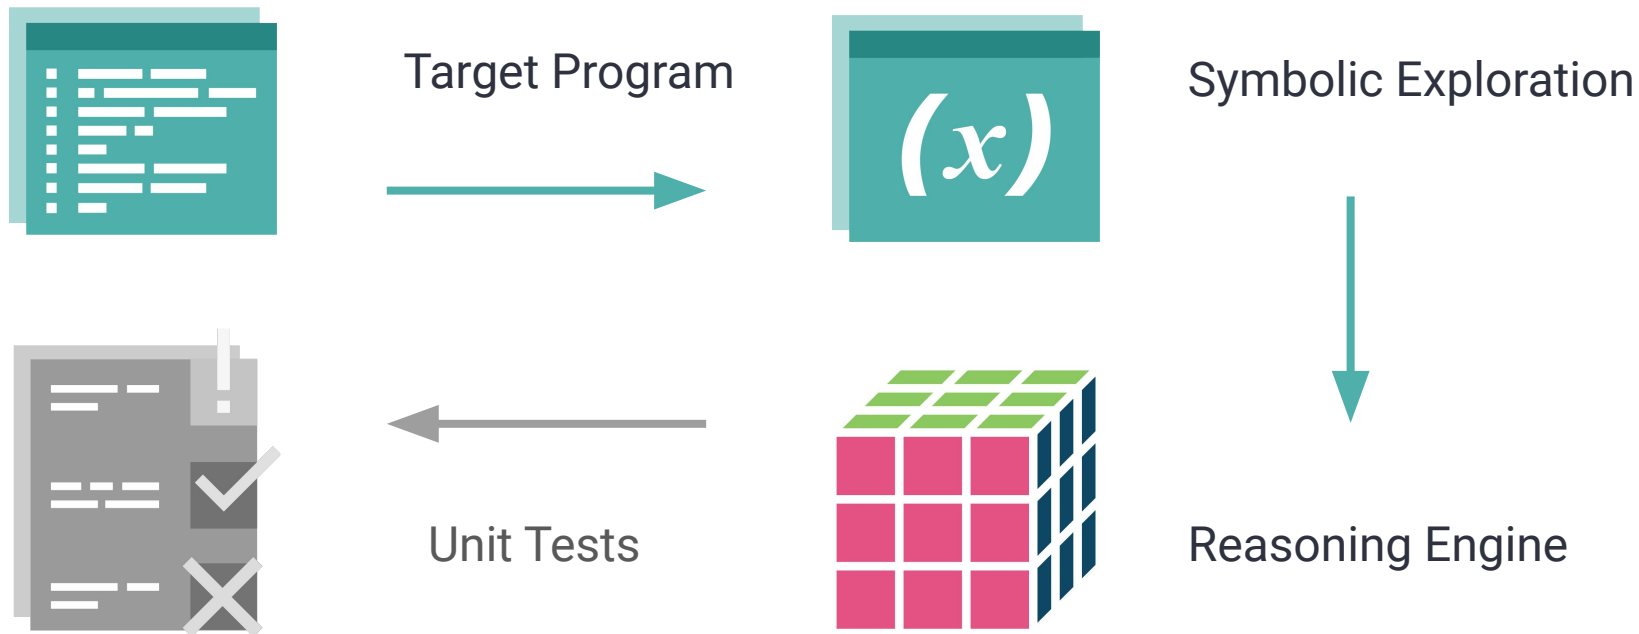 Target Program
(x)
Symbolic Exploration
Unit Tests
Reasoning Engine